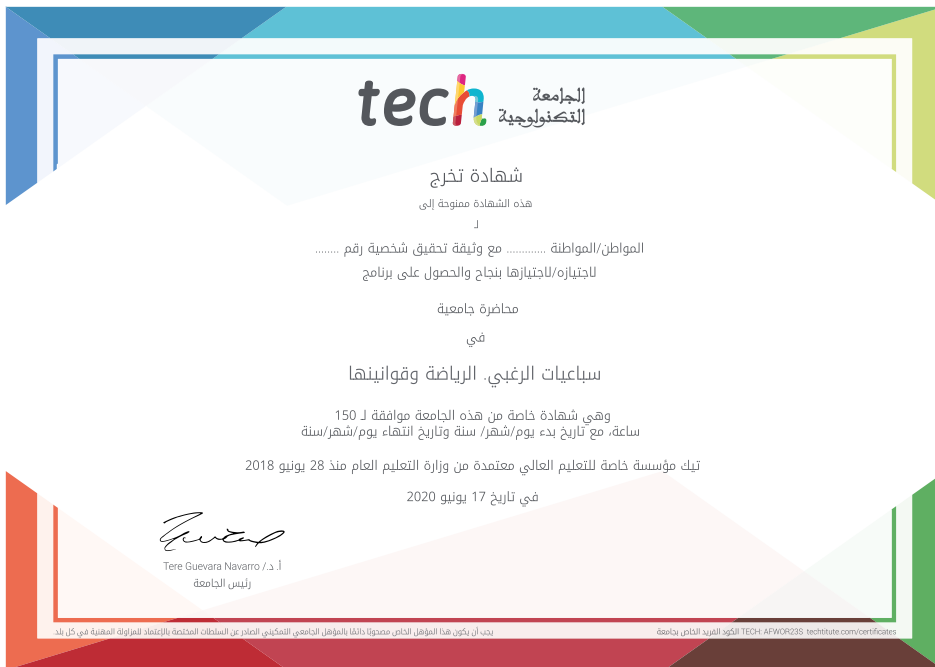 tech الجامعة
التكنولوجية
شهادة تخرج
هذه الشهادة ممنوحة إلى
لـ
المواطن/المواطنة ............. مع وثيقة تحقيق شخصية رقم ........
لاجتيازه/لاجتيازها بنجاح والحصول على برنامج
محاضرة جامعية
في
سباعيات الرغبي. الرياضة وقوانينها
وهي شهادة خاصة من هذه الجامعة موافقة لـ 150
ساعة، مع تاريخ بدء يوم/شهر/ سنة وتاريخ انتهاء يوم/شهر/سنة
تيك مؤسسة خاصة للتعليم العالي معتمدة من وزارة التعليم العام منذ 28 يونيو 2018
في تاريخ 17 يونيو 2020
أ. د./ Tere Guevara Navarro
رئيس الجامعة
يجب أن يكون هذا المؤهل الخاص مصحوبًا دائمًا بالمؤهل الجامعي التمكيني الصادر عن السلطات المختصة بالإعتماد للمزاولة المهنية في كل بلد.
الكود الفريد الخاص بجامعة TECH: AFWOR23S techtitute.com/certificates